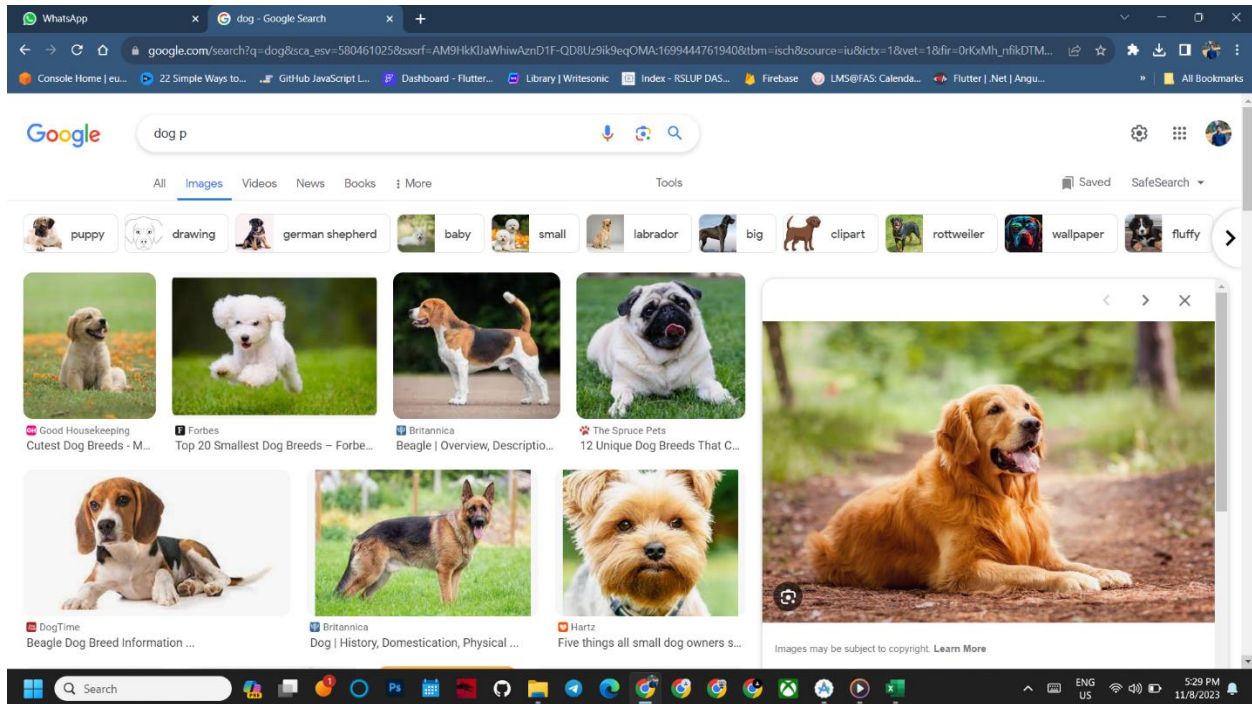 WhatsApp
dog - Google Search
google.com/search?q=dog&sca_esv=580461025&sxsrf=AM9HkKlJaWhiwAznD1F-QD8Uz9ik9eqOMA:1699444761940&tbm=isch&source=iu&ictx=1&vet=1&fir=0rKxMh_nfikDTM...
Console Home | eu...
22 Simple Ways to...
GitHub JavaScript L...
Dashboard - Flutter...
Library | Writesonic
Index - RSLUP DAS...
Firebase
LMS@FAS: Calenda...
Flutter | .Net | Angu...
»
All Bookmarks
Google
dog p
All
Images
Videos
News
Books
More
Tools
Saved
SafeSearch
puppy
drawing
german shepherd
baby
small
labrador
big
clipart
rottweiler
wallpaper
fluffy
Good Housekeeping
Cutest Dog Breeds - M...
Forbes
Top 20 Smallest Dog Breeds – Forbe...
Britannica
Beagle | Overview, Descriptio...
The Spruce Pets
12 Unique Dog Breeds That C...
DogTime
Beagle Dog Breed Information ...
Britannica
Dog | History, Domestication, Physical ...
Hartz
Five things all small dog owners s...
Images may be subject to copyright. Learn More
Search
Ps
ENG
US
5:29 PM
11/8/2023